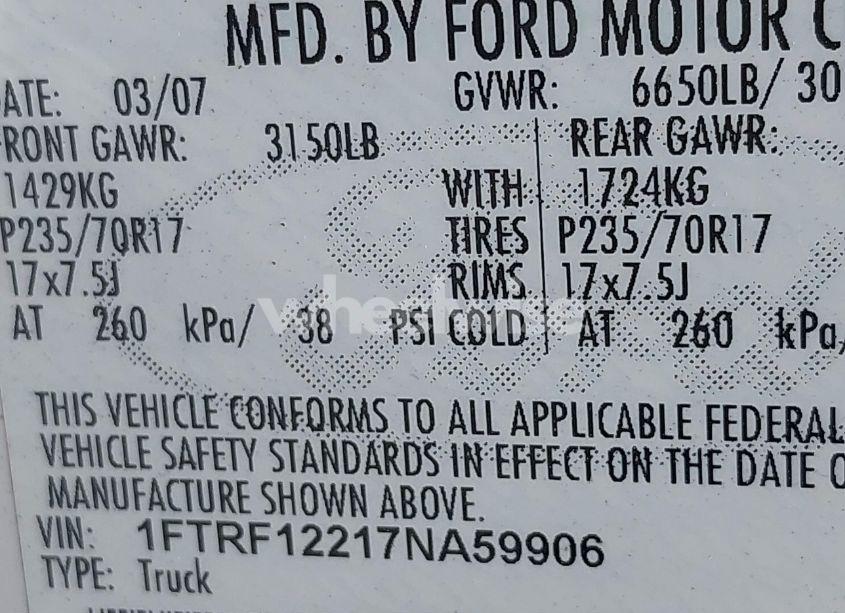 MFD. BY FORD MOTOR C
ATE: 03/07 GVWR: 6650LB/ 30
RONT GAWR: 3150LB REAR GAWR:
1429KG WITH 1724KG
P235/70R17 TIRES P235/70R17
17x7.5J RIMS 17x7.5J
AT 260 kPa/ 38 PSI COLD AT 260 kPa/
THIS VEHICLE CONFORMS TO ALL APPLICABLE FEDERAL
VEHICLE SAFETY STANDARDS IN EFFECT ON THE DATE O
MANUFACTURE SHOWN ABOVE.
VIN: 1FTRF12217NA59906
TYPE: Truck